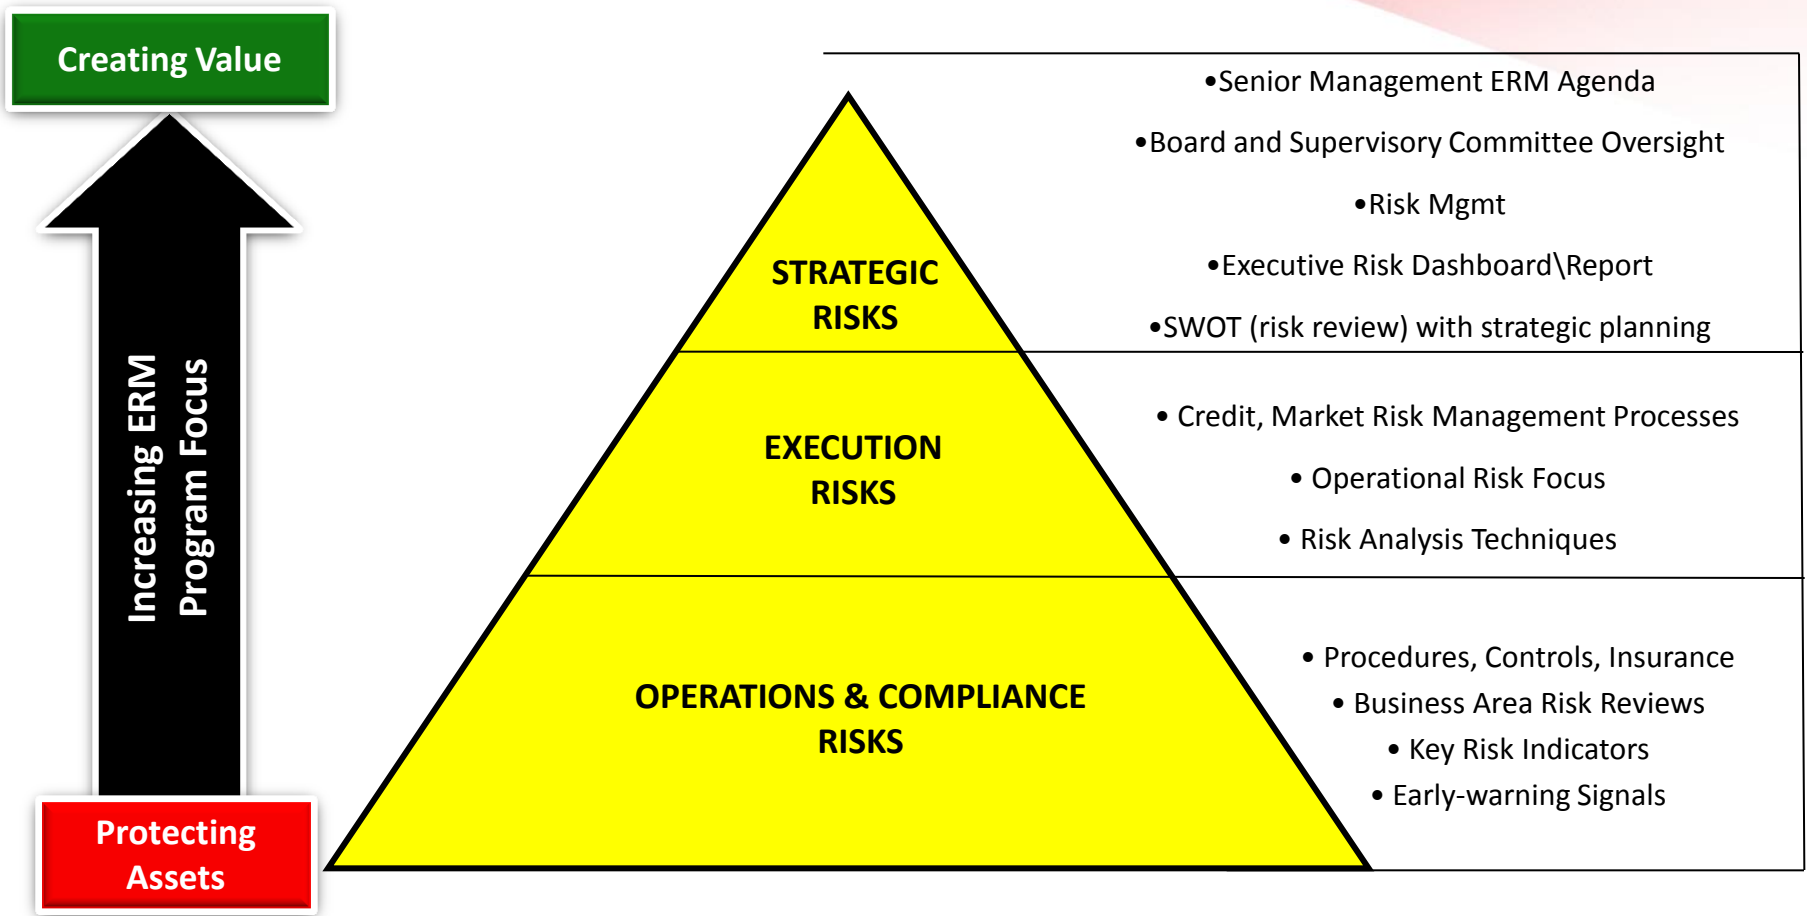 Creating Value
Increasing ERM
Program Focus
Protecting
Assets
STRATEGIC
RISKS
EXECUTION
RISKS
OPERATIONS & COMPLIANCE
RISKS
•Senior Management ERM Agenda
•Board and Supervisory Committee Oversight
•Risk Mgmt
•Executive Risk Dashboard\Report
•SWOT (risk review) with strategic planning
• Credit, Market Risk Management Processes
• Operational Risk Focus
• Risk Analysis Techniques
• Procedures, Controls, Insurance
• Business Area Risk Reviews
• Key Risk Indicators
• Early-warning Signals